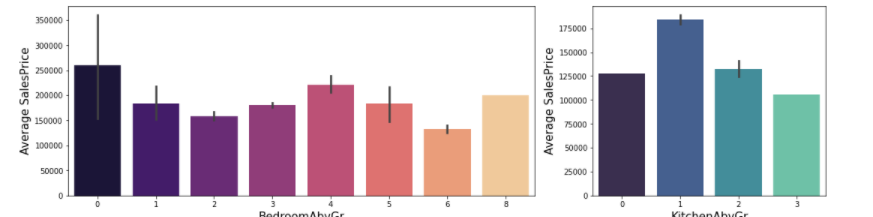 Average SalesPrice
350000
300000
250000
200000
150000
100000
50000
0
0 1 2 3 4 5 6 8
BedroomAbvGr
Average SalesPrice
175000
150000
125000
100000
75000
50000
25000
0
0 1 2 3
KitchenAbvGr